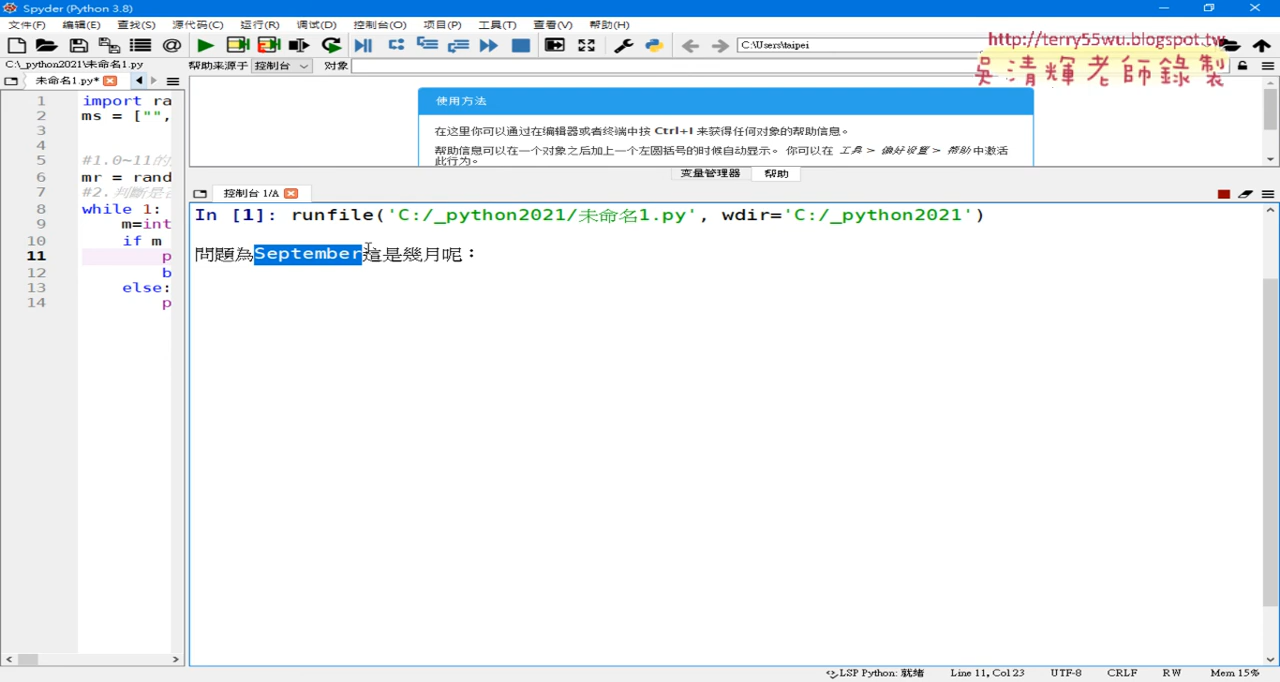 Spyder (Python 3.8)
文件(F) 编辑(E) 查找(S) 源代码(C) 运行(R) 调试(D) 控制台(O) 项目(P) 工具(T) 查看(V) 帮助(H)
C:\Users\taipei
http://terry55wu.blogspot.tw
吳清輝老師錄製
C:\_python2021\未命名1.py
帮助来源于 控制台 对象
未命名1.py*
使用方法
在这里你可以通过在编辑器或者终端中按 Ctrl+I 来获得任何对象的帮助信息。
帮助信息可以在一个对象之后加上一个左圆括号的时候自动显示。 你可以在 工具 > 偏好设置 > 帮助 中激活
此行为。
变量管理器 帮助
控制台 1/A
1 import ra
2 ms = ["",
3
4
5 #1.0~11的
6 mr = rand
7 #2.判斷是否
8 while 1:
9 m=int
10 if m
11 p
12 b
13 else:
14 p
In [1]: runfile('C:/_python2021/未命名1.py', wdir='C:/_python2021')
問題為September這是幾月呢：
LSP Python: 就绪 Line 11, Col 23 UTF-8 CRLF RW Mem 15%